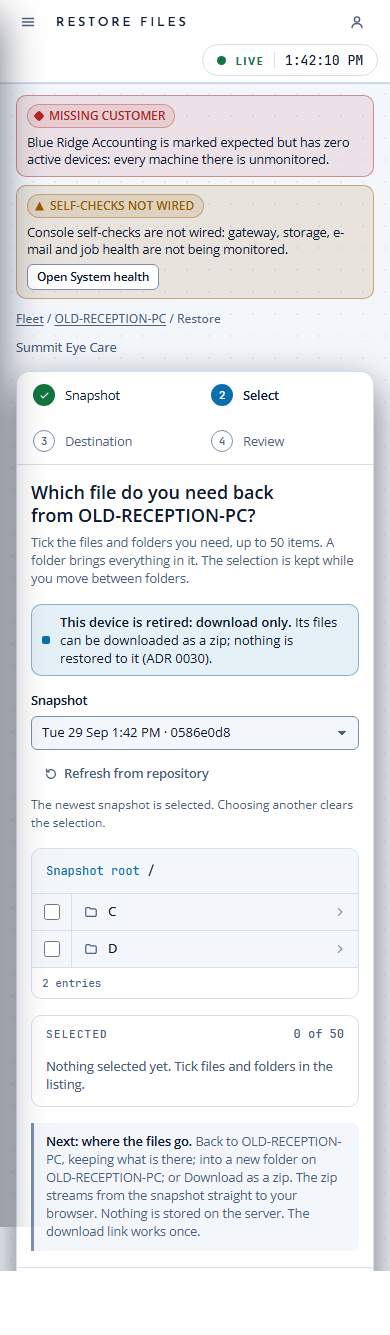 RESTORE FILES
LIVE 1:42:10 PM
MISSING CUSTOMER
Blue Ridge Accounting is marked expected but has zero
active devices: every machine there is unmonitored.
SELF-CHECKS NOT WIRED
Console self-checks are not wired: gateway, storage, e-
mail and job health are not being monitored.
Open System health
Fleet / OLD-RECEPTION-PC / Restore
Summit Eye Care
Snapshot
2 Select
3 Destination
4 Review
Which file do you need back
from OLD-RECEPTION-PC?
Tick the files and folders you need, up to 50 items. A
folder brings everything in it. The selection is kept while
you move between folders.
This device is retired: download only. Its files
can be downloaded as a zip; nothing is
restored to it (ADR 0030).
Snapshot
Tue 29 Sep 1:42 PM · 0586e0d8
Refresh from repository
The newest snapshot is selected. Choosing another clears
the selection.
Snapshot root /
C
D
2 entries
SELECTED 0 of 50
Nothing selected yet. Tick files and folders in the
listing.
Next: where the files go. Back to OLD-RECEPTION-
PC, keeping what is there; into a new folder on
OLD-RECEPTION-PC; or Download as a zip. The zip
streams from the snapshot straight to your
browser. Nothing is stored on the server. The
download link works once.